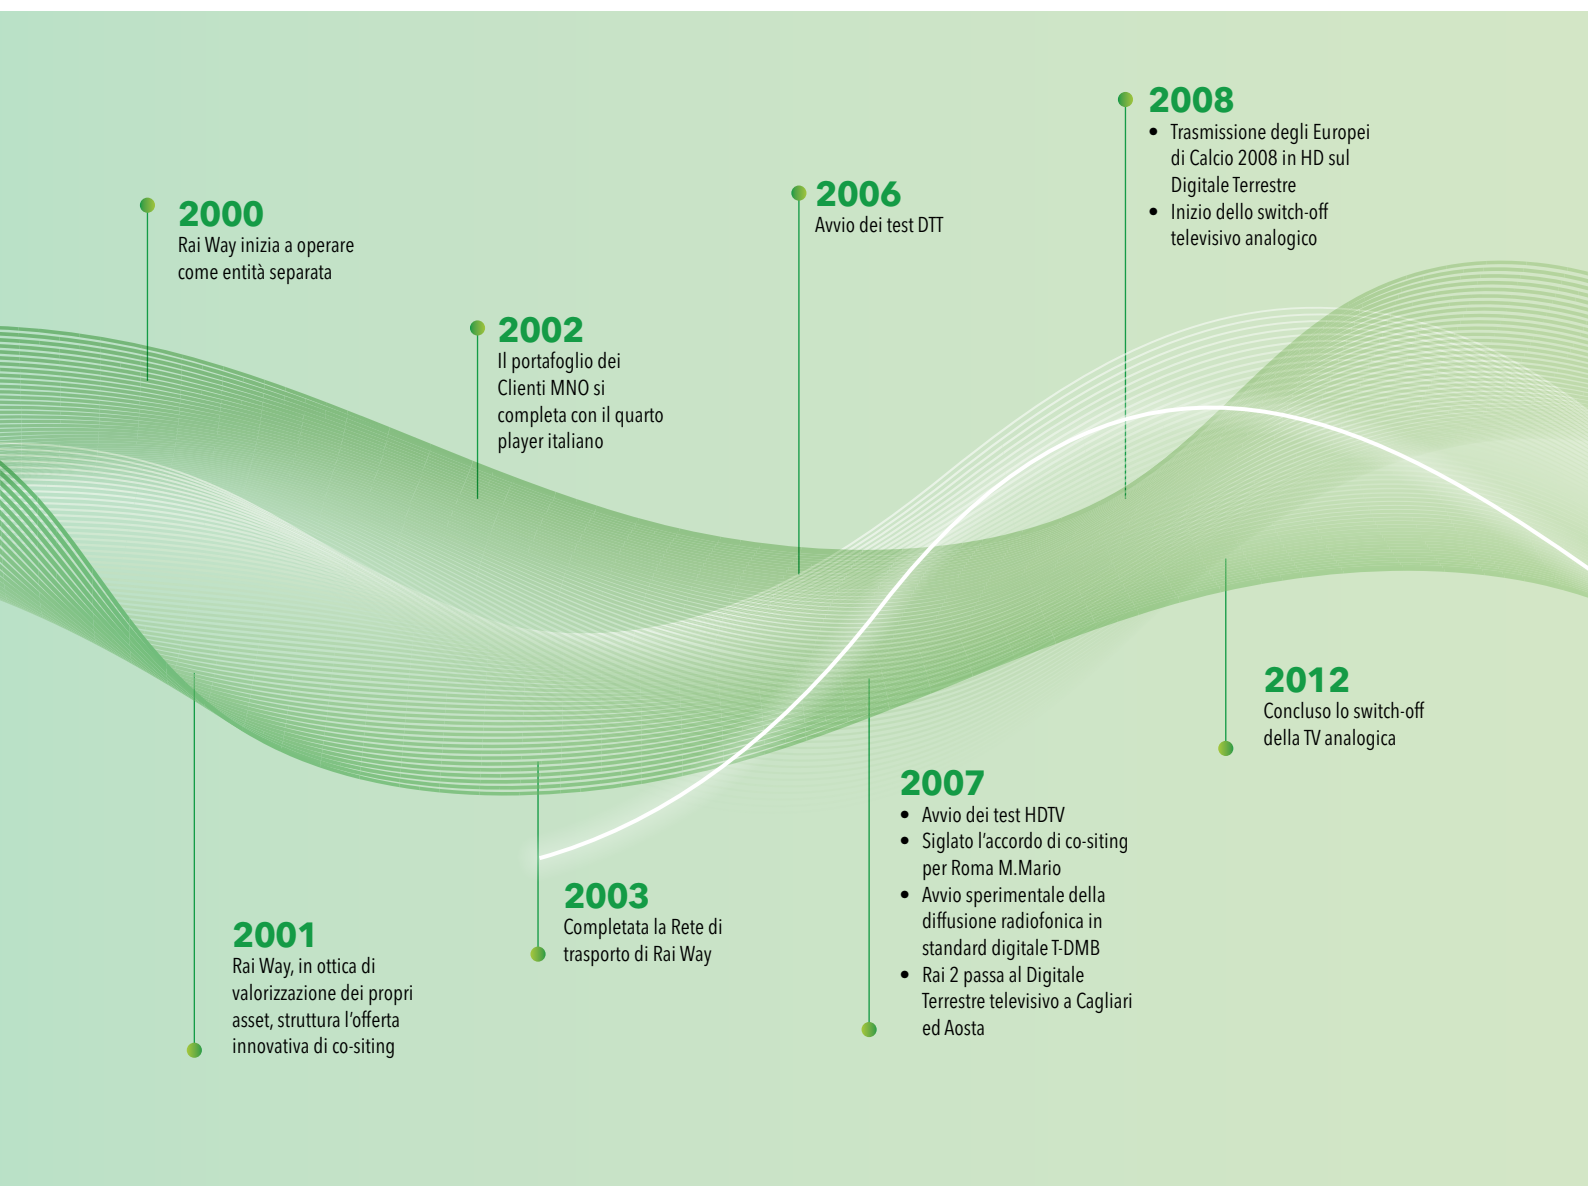 2000
Rai Way inizia a operare
come entità separata
2001
Rai Way, in ottica di
valorizzazione dei propri
asset, struttura l’offerta
innovativa di co-siting
2002
Il portafoglio dei
Clienti MNO si
completa con il quarto
player italiano
2003
Completata la Rete di
trasporto di Rai Way
2006
Avvio dei test DTT
2007
• Avvio dei test HDTV
• Siglato l’accordo di co-siting
per Roma M.Mario
• Avvio sperimentale della
diffusione radiofonica in
standard digitale T-DMB
• Rai 2 passa al Digitale
Terrestre televisivo a Cagliari
ed Aosta
2008
• Trasmissione degli Europei
di Calcio 2008 in HD sul
Digitale Terrestre
• Inizio dello switch-off
televisivo analogico
2012
Concluso lo switch-off
della TV analogica